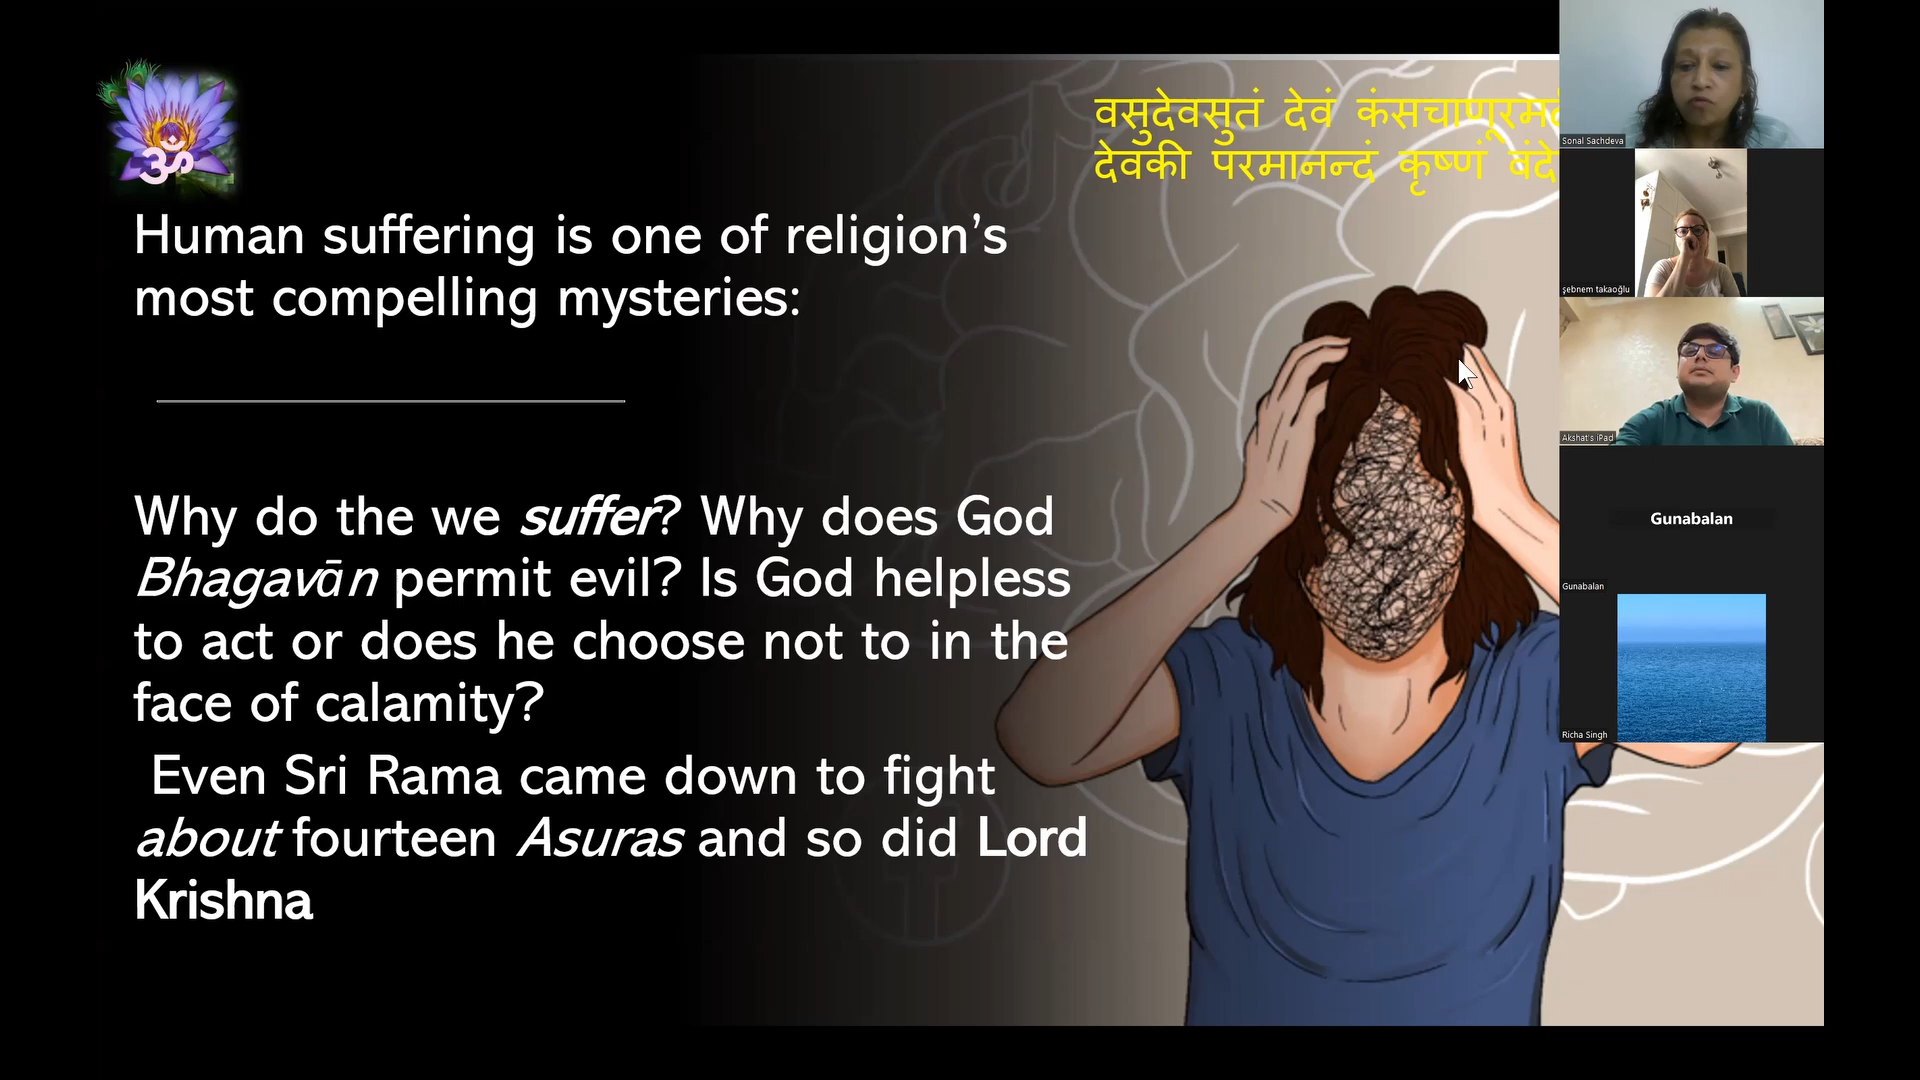 वसुदेवसुतं देवं
देवकी परमानन्दं कृष्णं वंदे
ॐ
Human suffering is one of religion’s
most compelling mysteries:
Why do the we suffer? Why does God
Bhagavān permit evil? Is God helpless
to act or does he choose not to in the
face of calamity?
Even Sri Rama came down to fight
about fourteen Asuras and so did Lord
Krishna
Sonal Sachdeva
şebnem takaoğlu
Akshat's iPad
Gunabalan
Gunabalan
Richa Singh